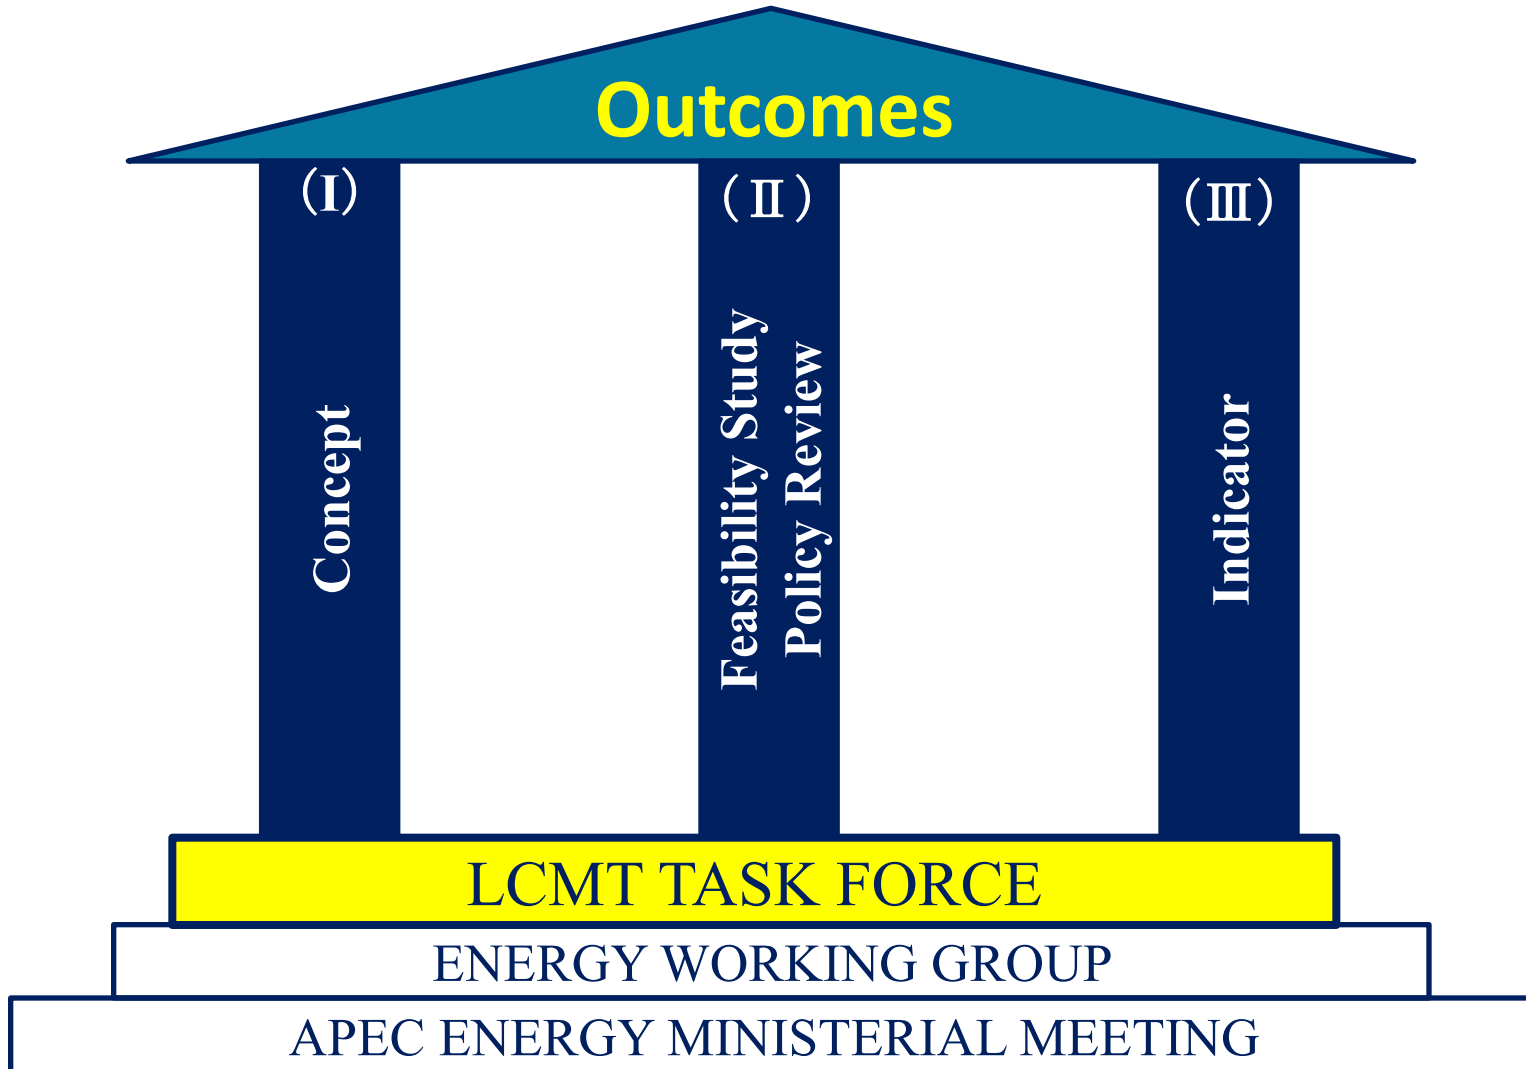 Outcomes
(I)
(Ⅱ)
(Ⅲ)
Concept
Feasibility Study
Policy Review
Indicator
LCMT TASK FORCE
ENERGY WORKING GROUP
APEC ENERGY MINISTERIAL MEETING